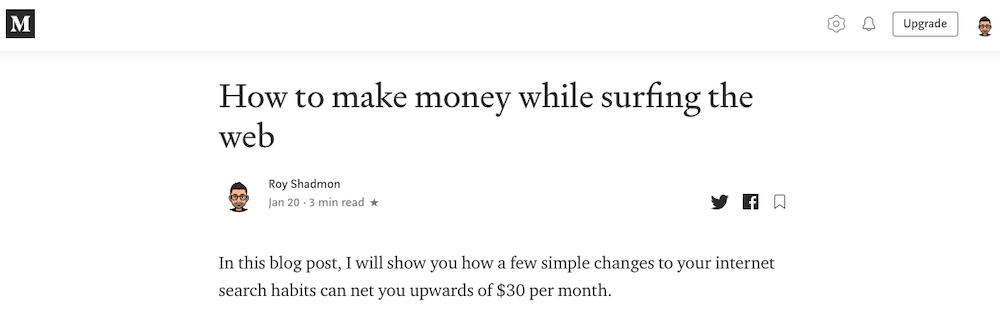 M
Upgrade
How to make money while surfing the
web
Roy Shadmon
Jan 20 · 3 min read ★
In this blog post, I will show you how a few simple changes to your internet
search habits can net you upwards of $30 per month.